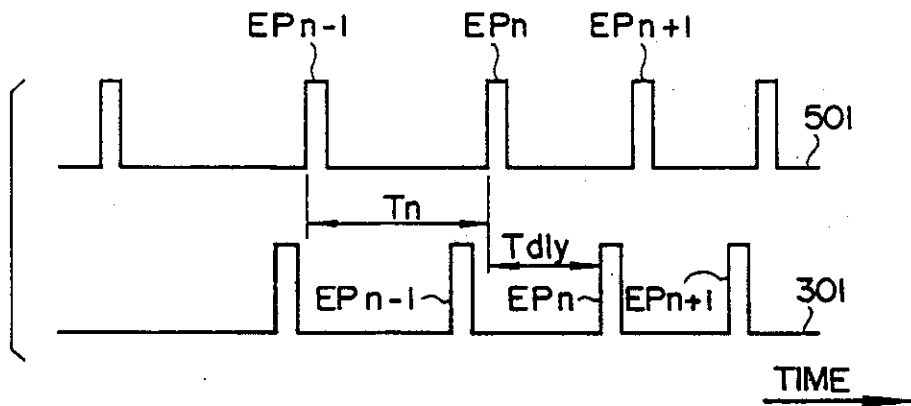 EPn-1 EPn EPn+1
501
Tn
Tdly
EPn-1 EPn EPn+1 301
TIME